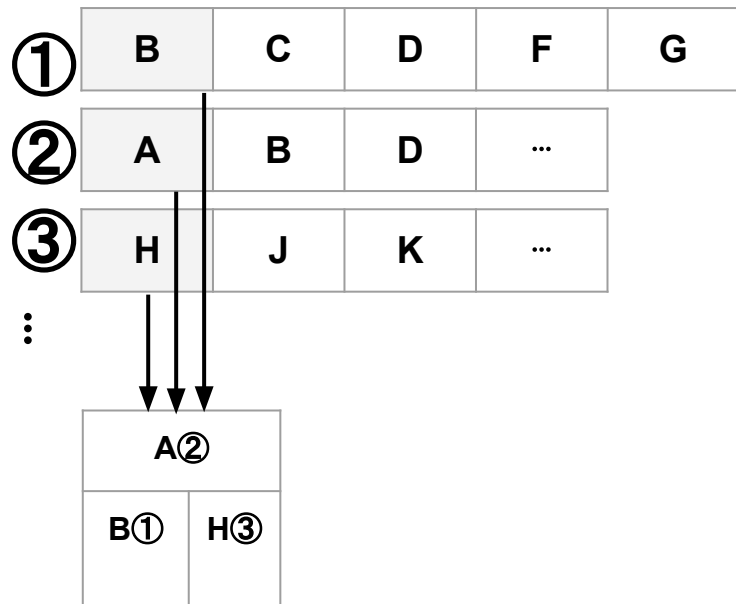 ① B C D F G
② A B D …
③ H J K …
⋮
A②
B① H③